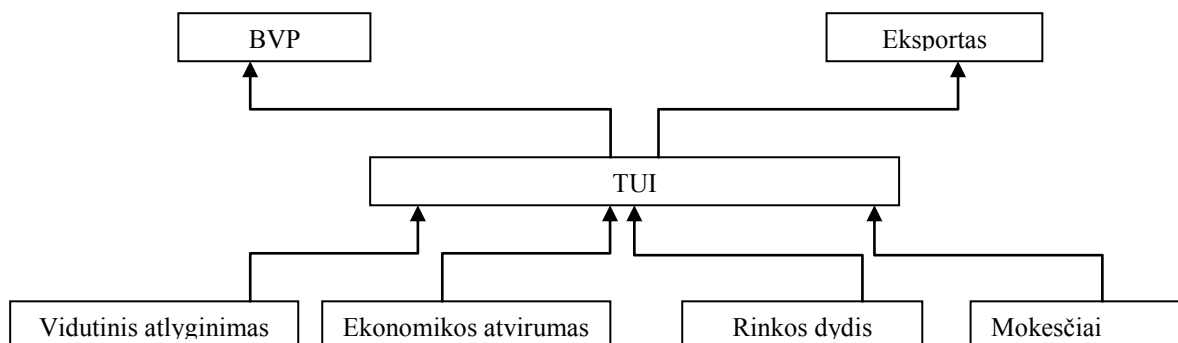 BVP
Eksportas
TUI
Vidutinis atlyginimas
Ekonomikos atvirumas
Rinkos dydis
Mokesčiai